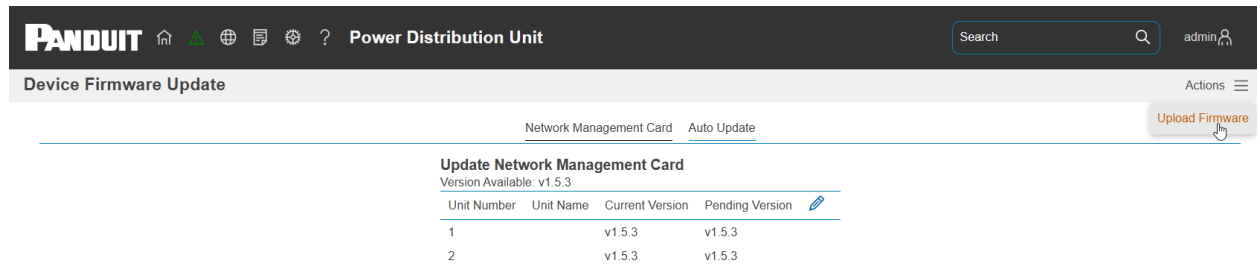 PANDUIT ? Power Distribution Unit Search admin
Device Firmware Update Actions
Upload Firmware
Network Management Card Auto Update
Update Network Management Card
Version Available: v1.5.3
Unit Number Unit Name Current Version Pending Version
1 v1.5.3 v1.5.3
2 v1.5.3 v1.5.3